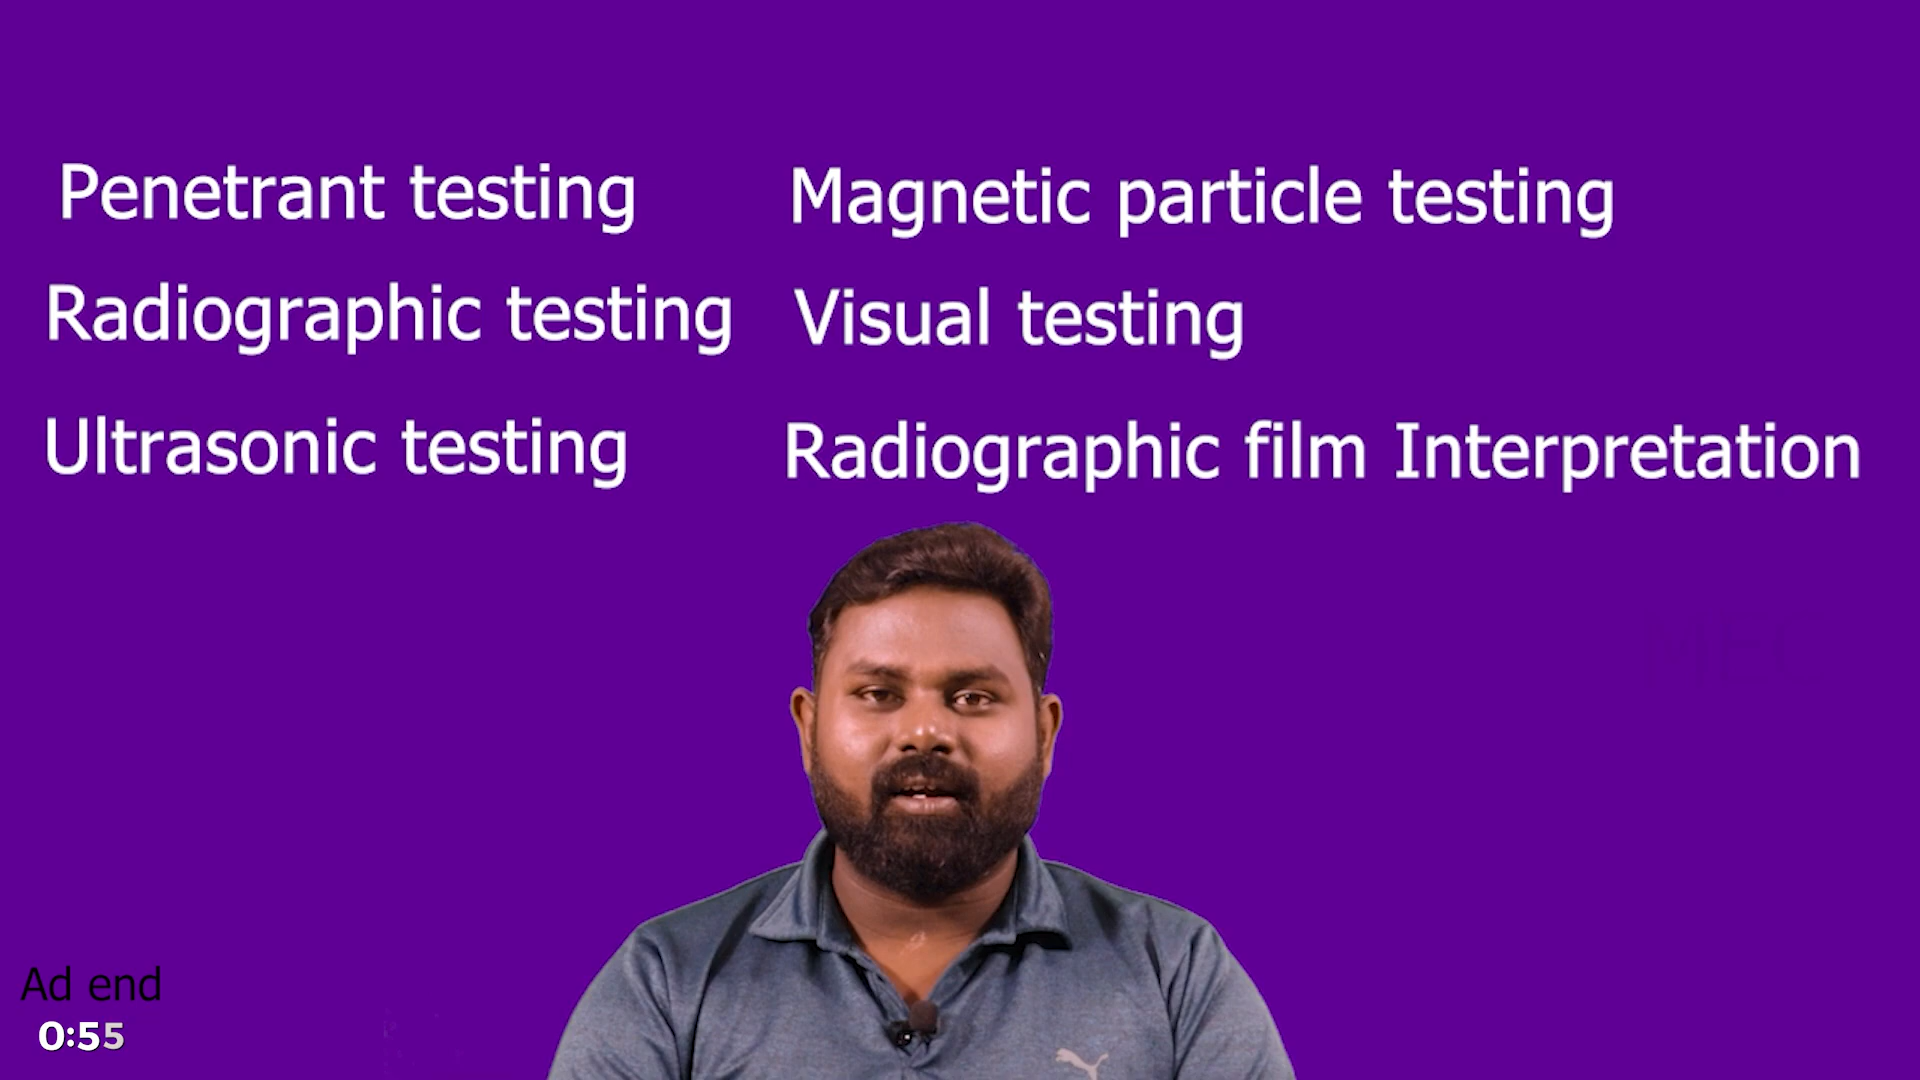 Penetrant testing
Magnetic particle testing
Radiographic testing
Visual testing
Ultrasonic testing
Radiographic film Interpretation
Ad end
0:55